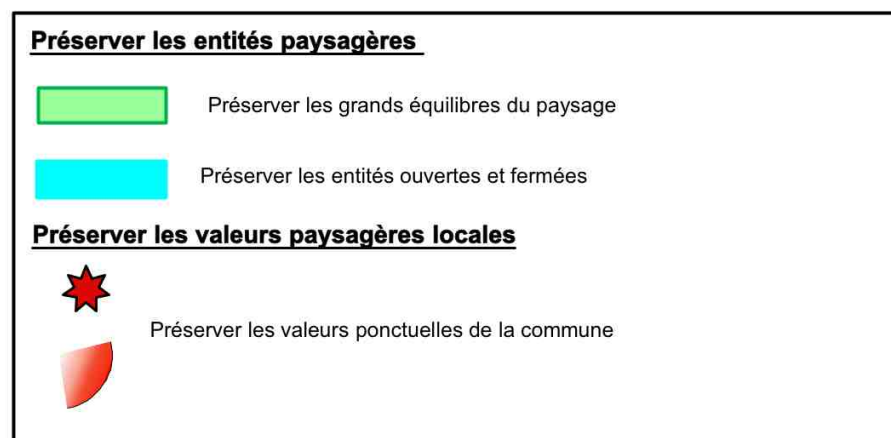 Préserver les entités paysagères
Préserver les grands équilibres du paysage
Préserver les entités ouvertes et fermées
Préserver les valeurs paysagères locales
Préserver les valeurs ponctuelles de la commune